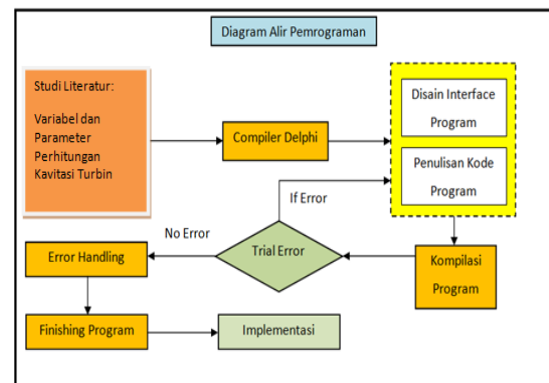 Diagram Alir Pemrograman
Studi Literatur:
Variabel dan
Parameter
Perhitungan
Kavitasi Turbin
Compiler Delphi
Disain Interface
Program
Penulisan Kode
Program
If Error
No Error
Trial Error
Error Handling
Kompilasi
Program
Finishing Program
Implementasi